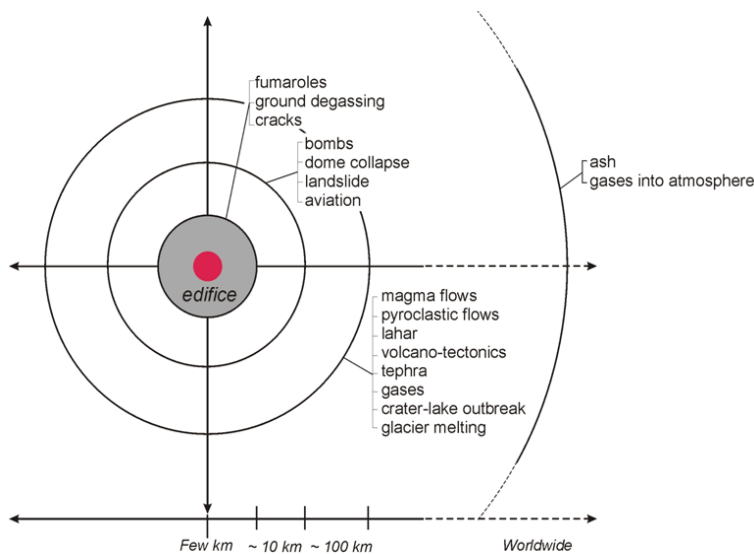 fumaroles
ground degassing
cracks
bombs
dome collapse
landslide
aviation
ash
gases into atmosphere
edifice
magma flows
pyroclastic flows
lahar
volcano-tectonics
tephra
gases
crater-lake outbreak
glacier melting
Few km ~ 10 km ~ 100 km Worldwide